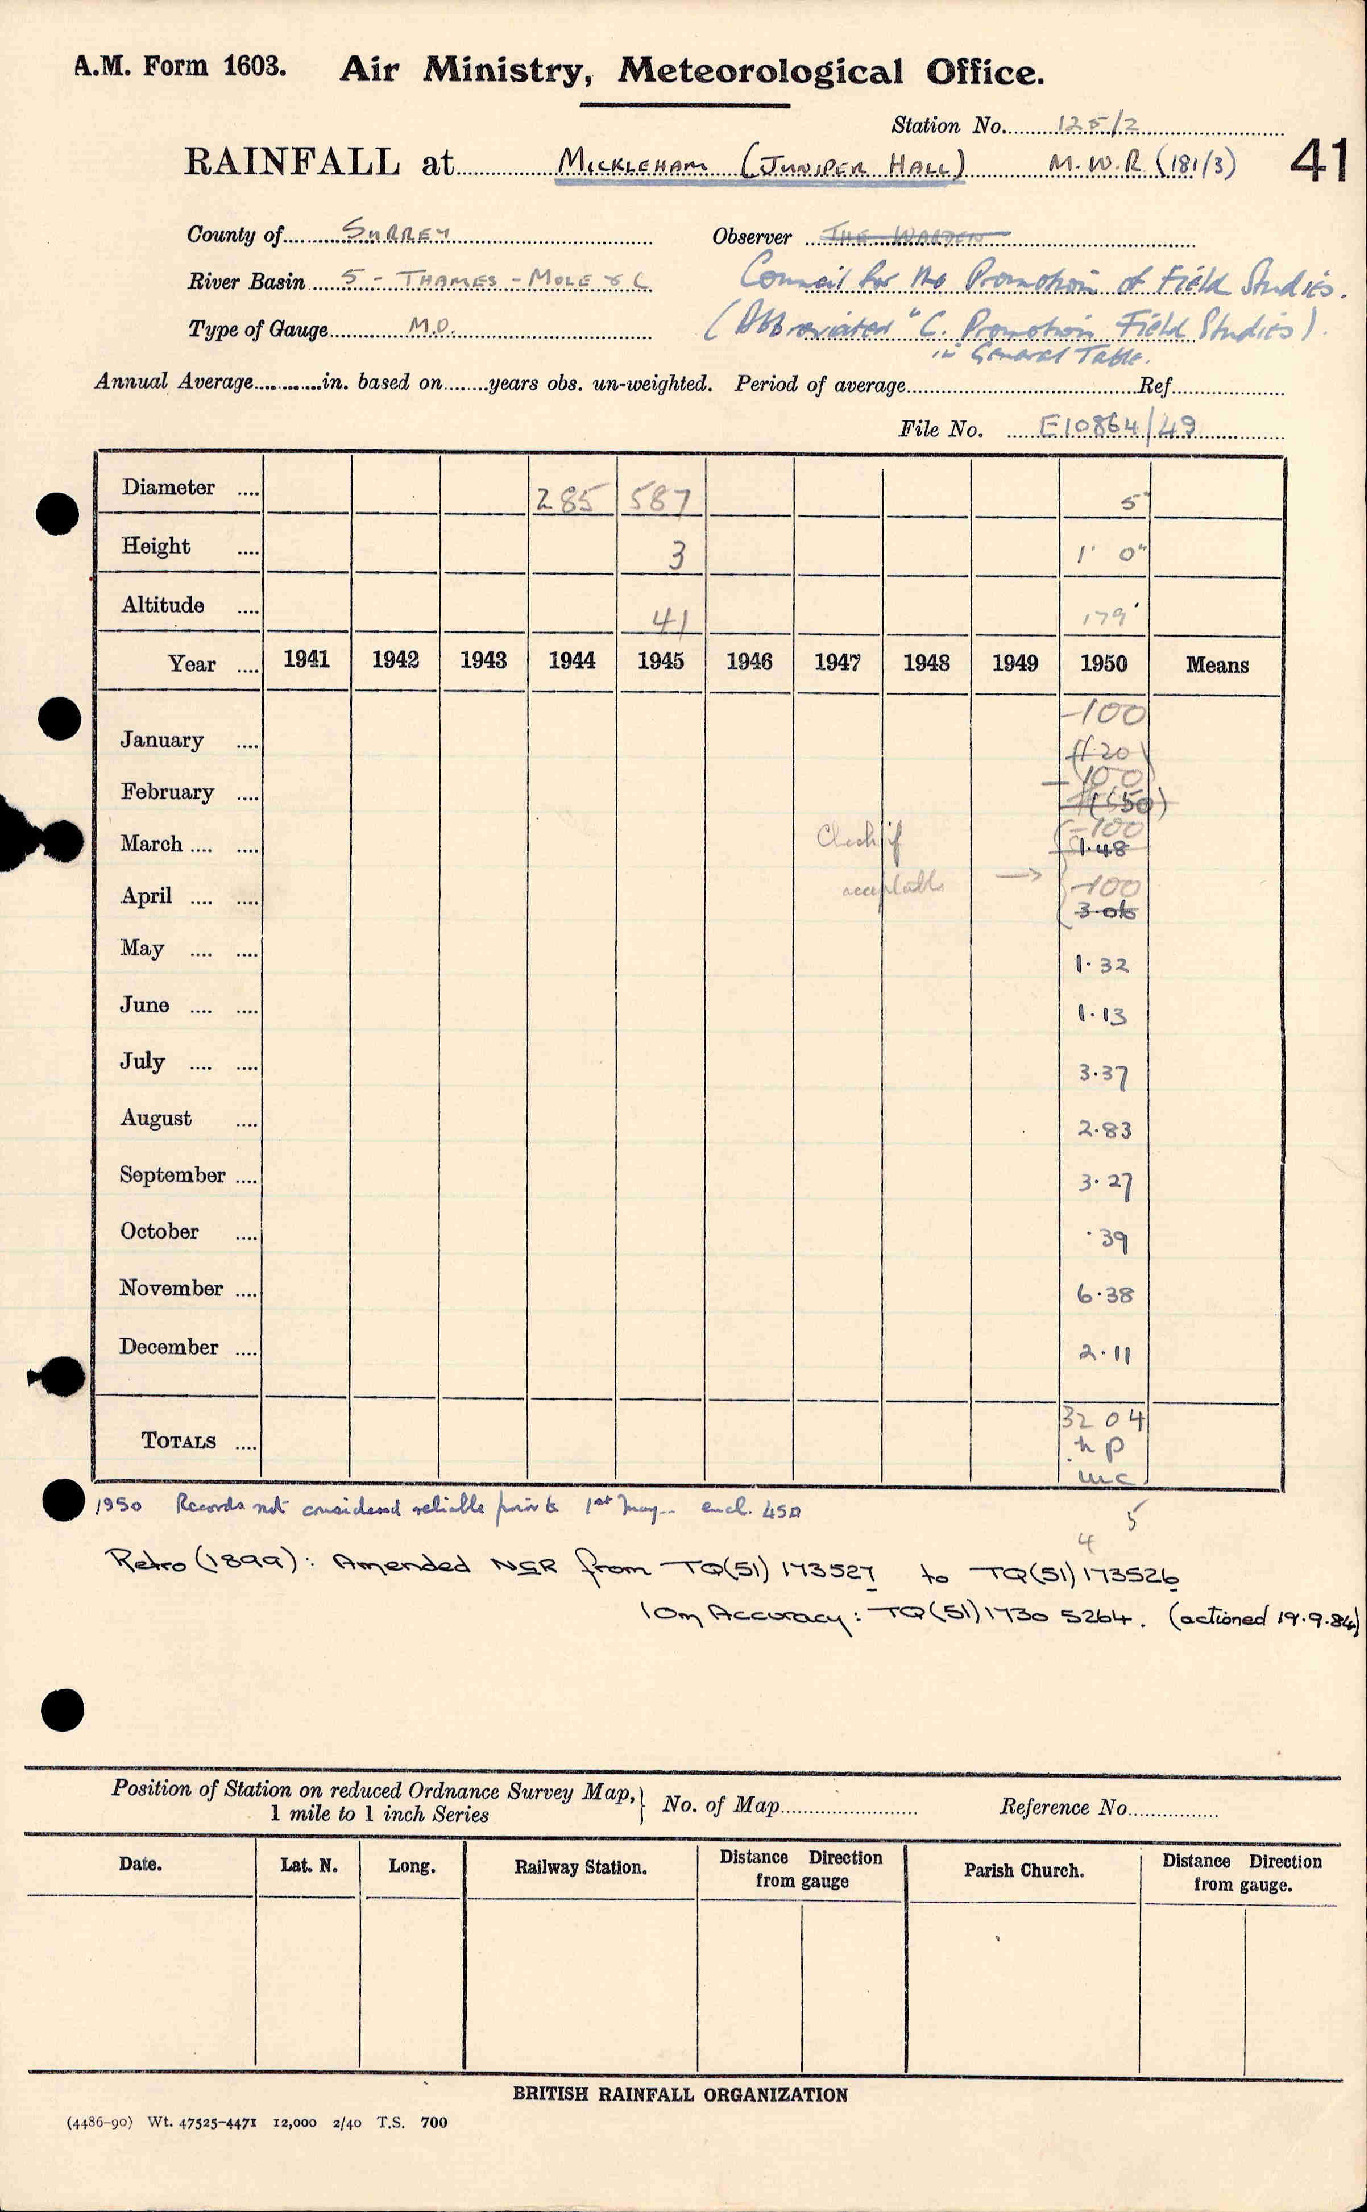 A.M. Form 1603. Air Ministry, Meteorological Office.
Station No. 125/2
RAINFALL at MICKLEHAM (JUNIPER HALL) M.W.R (181/3) 41
County of SURREY Observer THE WARDEN
River Basin 5 - THAMES - MOLE & C Council for the Promotion of Field Studies.
Type of Gauge M.O. (Abbreviated "C. Promotion Field Studies).
in General Table.
Annual Average in. based on years obs. un-weighted. Period of average Ref
File No. E10864/49
Diameter 285 587 5"
Height 3 1' 0"
Altitude 41 179'
Year 1941 1942 1943 1944 1945 1946 1947 1948 1949 1950 Means
-100
January 1.20
-100
February (1.50)
-100
March Check if 1.48
-100
April acceptable → 3.06
May 1.32
June 1.13
July 3.37
August 2.83
September 3.27
October .39
November 6.38
December 2.11
32 04
TOTALS
inc
1950 Records not considered reliable prior to 1st May. encl. 45
5
4
Retro (1899): Amended NGR from TQ(51) 173527 to TQ(51) 173526
10m Accuracy: TQ(51) 1730 5264. (actioned 19.9.84)
Position of Station on reduced Ordnance Survey Map, 1 mile to 1 inch Series } No. of Map Reference No.
Date. Lat. N. Long. Railway Station. Distance Direction from gauge Parish Church. Distance Direction from gauge.
BRITISH RAINFALL ORGANIZATION
(4486-90) Wt. 47525-4471 12,000 2/40 T.S. 700